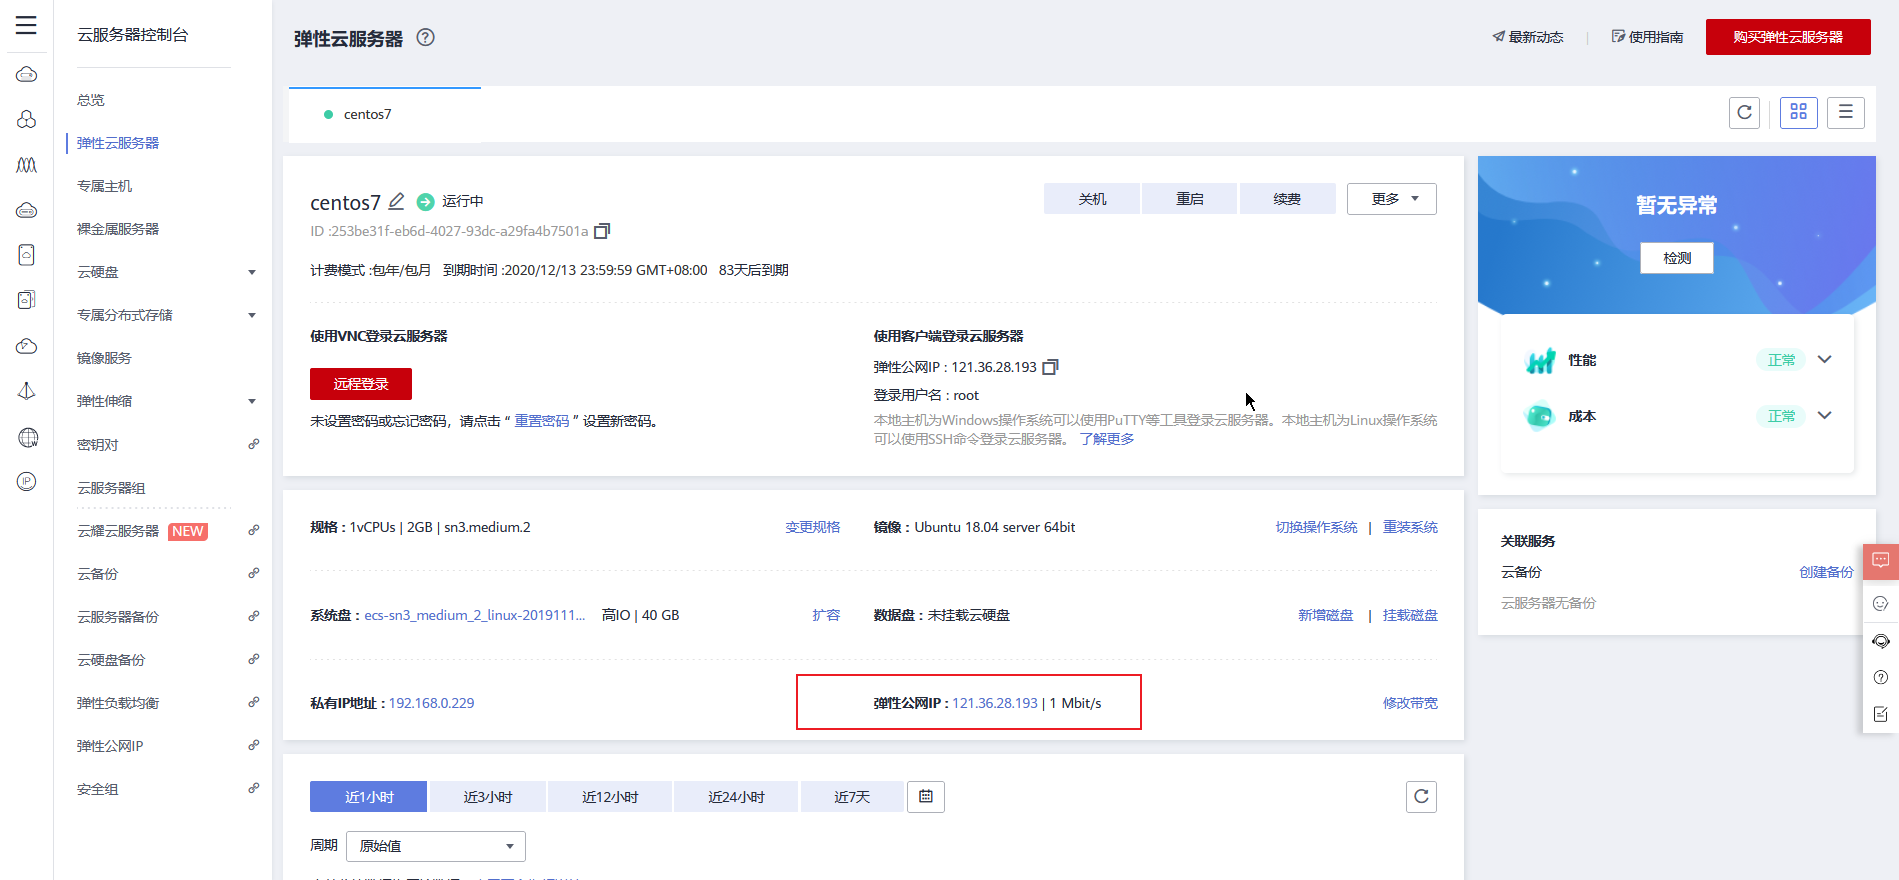 云服务器控制台
总览
弹性云服务器
专属主机
裸金属服务器
云硬盘
专属分布式存储
镜像服务
弹性伸缩
密钥对
云服务器组
云耀云服务器 NEW
云备份
云服务器备份
云硬盘备份
弹性负载均衡
弹性公网IP
安全组
弹性云服务器
最新动态
使用指南
购买弹性云服务器
centos7
centos7 运行中
关机 重启 续费 更多
ID :253be31f-eb6d-4027-93dc-a29fa4b7501a
计费模式 :包年/包月 到期时间 :2020/12/13 23:59:59 GMT+08:00 83天后到期
使用VNC登录云服务器
远程登录
未设置密码或忘记密码，请点击 “ 重置密码 ” 设置新密码。
使用客户端登录云服务器
弹性公网IP : 121.36.28.193
登录用户名 : root
本地主机为Windows操作系统可以使用PuTTY等工具登录云服务器。本地主机为Linux操作系统
可以使用SSH命令登录云服务器。 了解更多
规格 : 1vCPUs | 2GB | sn3.medium.2 变更规格
镜像 : Ubuntu 18.04 server 64bit 切换操作系统 | 重装系统
系统盘 : ecs-sn3_medium_2_linux-2019111... 高IO | 40 GB 扩容
数据盘 : 未挂载云硬盘 新增磁盘 | 挂载磁盘
私有IP地址 : 192.168.0.229
弹性公网IP : 121.36.28.193 | 1 Mbit/s 修改带宽
近1小时 近3小时 近12小时 近24小时 近7天
周期 原始值
暂无异常
检测
性能 正常
成本 正常
关联服务
云备份 创建备份
云服务器无备份
IP